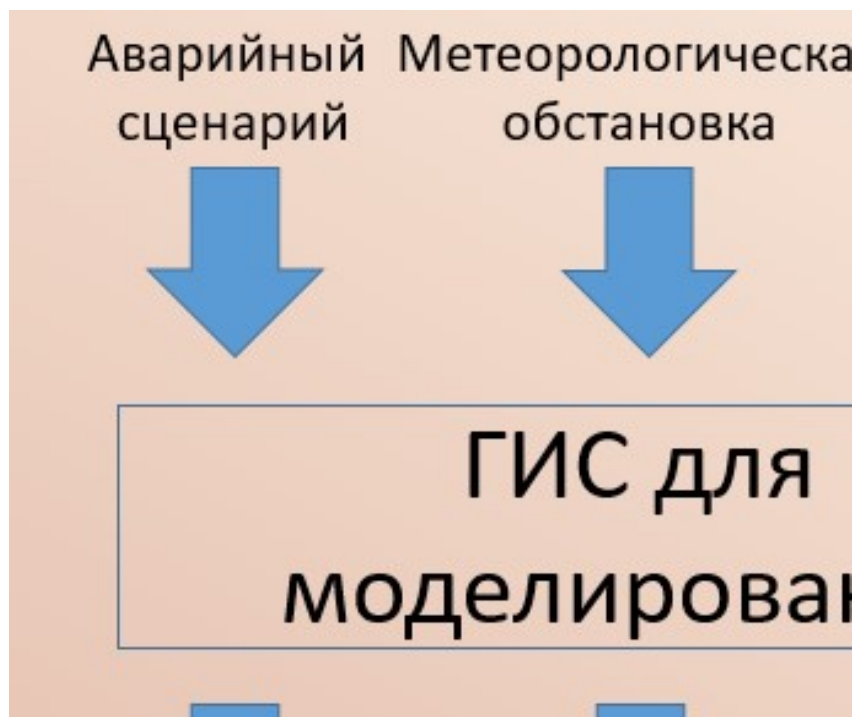 Аварийный
сценарий
Метеорологическа
обстановка
ГИС для
моделирован